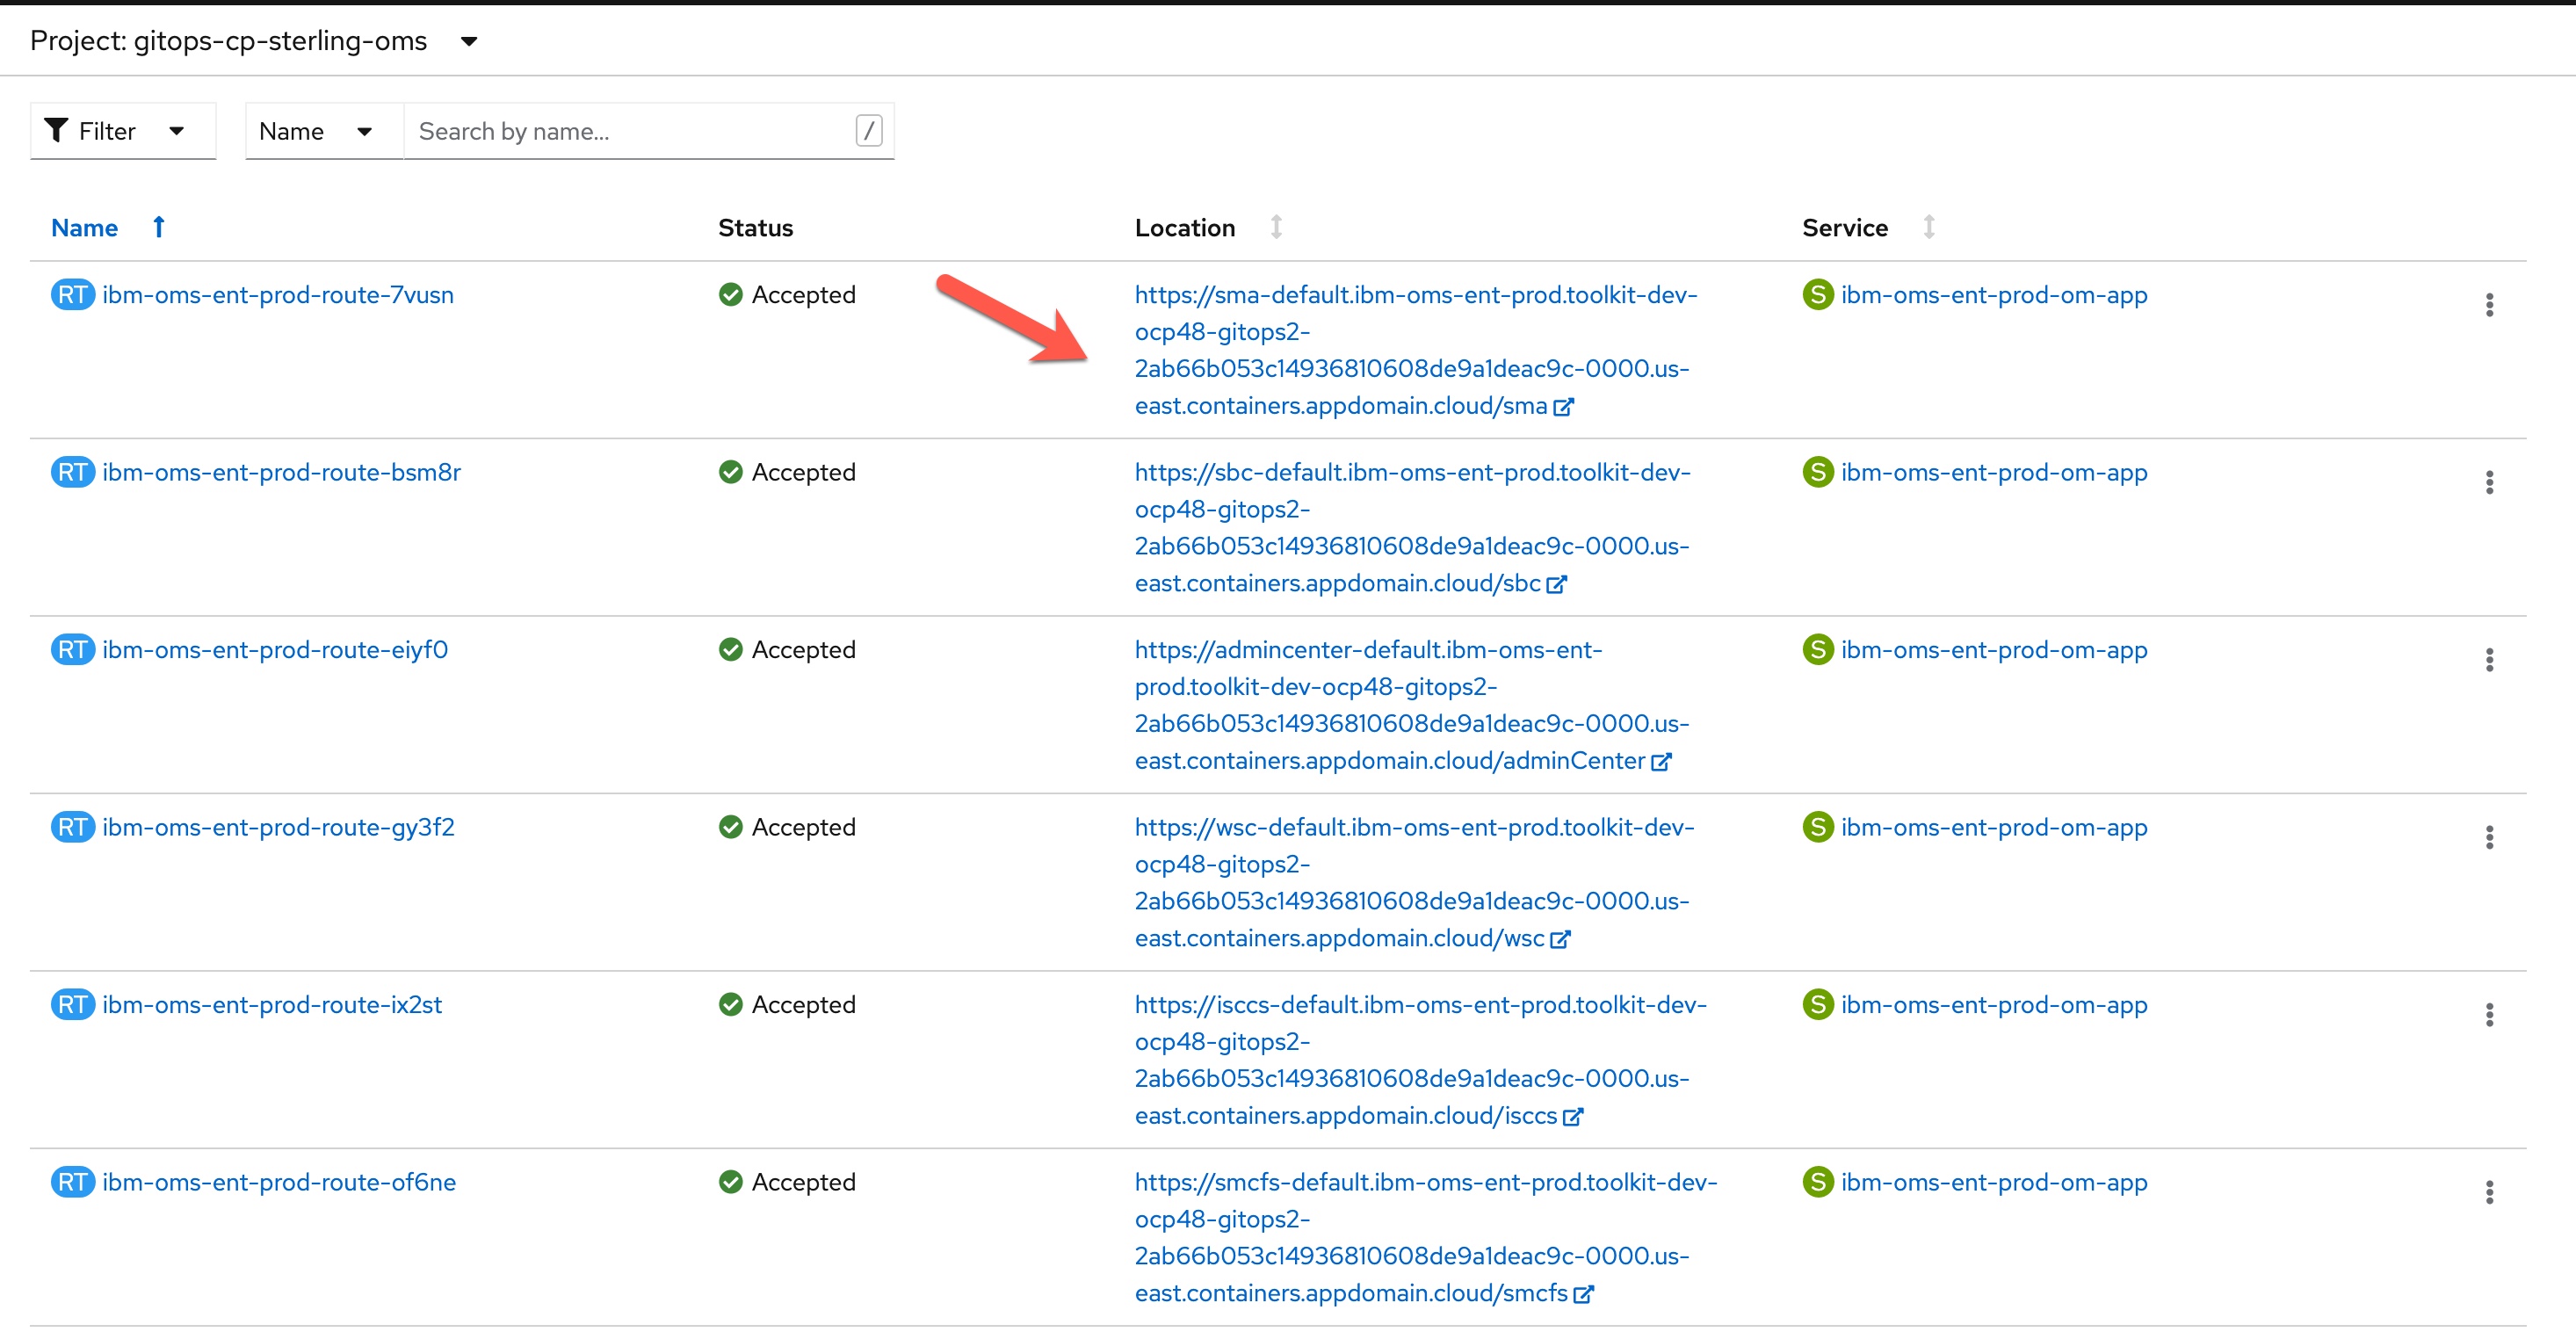 Project: gitops-cp-sterling-oms
Filter Name Search by name... /
Name Status Location Service
RT ibm-oms-ent-prod-route-7vusn Accepted https://sma-default.ibm-oms-ent-prod.toolkit-dev- S ibm-oms-ent-prod-om-app
ocp48-gitops2-
2ab66b053c14936810608de9a1deac9c-0000.us-
east.containers.appdomain.cloud/sma
RT ibm-oms-ent-prod-route-bsm8r Accepted https://sbc-default.ibm-oms-ent-prod.toolkit-dev- S ibm-oms-ent-prod-om-app
ocp48-gitops2-
2ab66b053c14936810608de9a1deac9c-0000.us-
east.containers.appdomain.cloud/sbc
RT ibm-oms-ent-prod-route-eiyf0 Accepted https://admincenter-default.ibm-oms-ent- S ibm-oms-ent-prod-om-app
prod.toolkit-dev-ocp48-gitops2-
2ab66b053c14936810608de9a1deac9c-0000.us-
east.containers.appdomain.cloud/adminCenter
RT ibm-oms-ent-prod-route-gy3f2 Accepted https://wsc-default.ibm-oms-ent-prod.toolkit-dev- S ibm-oms-ent-prod-om-app
ocp48-gitops2-
2ab66b053c14936810608de9a1deac9c-0000.us-
east.containers.appdomain.cloud/wsc
RT ibm-oms-ent-prod-route-ix2st Accepted https://isccs-default.ibm-oms-ent-prod.toolkit-dev- S ibm-oms-ent-prod-om-app
ocp48-gitops2-
2ab66b053c14936810608de9a1deac9c-0000.us-
east.containers.appdomain.cloud/isccs
RT ibm-oms-ent-prod-route-of6ne Accepted https://smcfs-default.ibm-oms-ent-prod.toolkit-dev- S ibm-oms-ent-prod-om-app
ocp48-gitops2-
2ab66b053c14936810608de9a1deac9c-0000.us-
east.containers.appdomain.cloud/smcfs